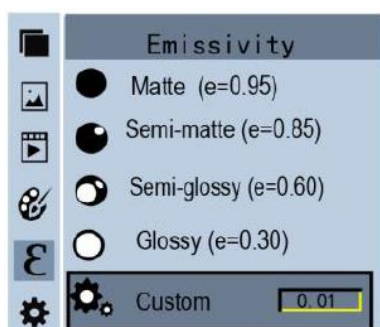 Emissivity
Matte (e=0.95)
Semi-matte (e=0.85)
Semi-glossy (e=0.60)
Glossy (e=0.30)
ε
Custom 0.01